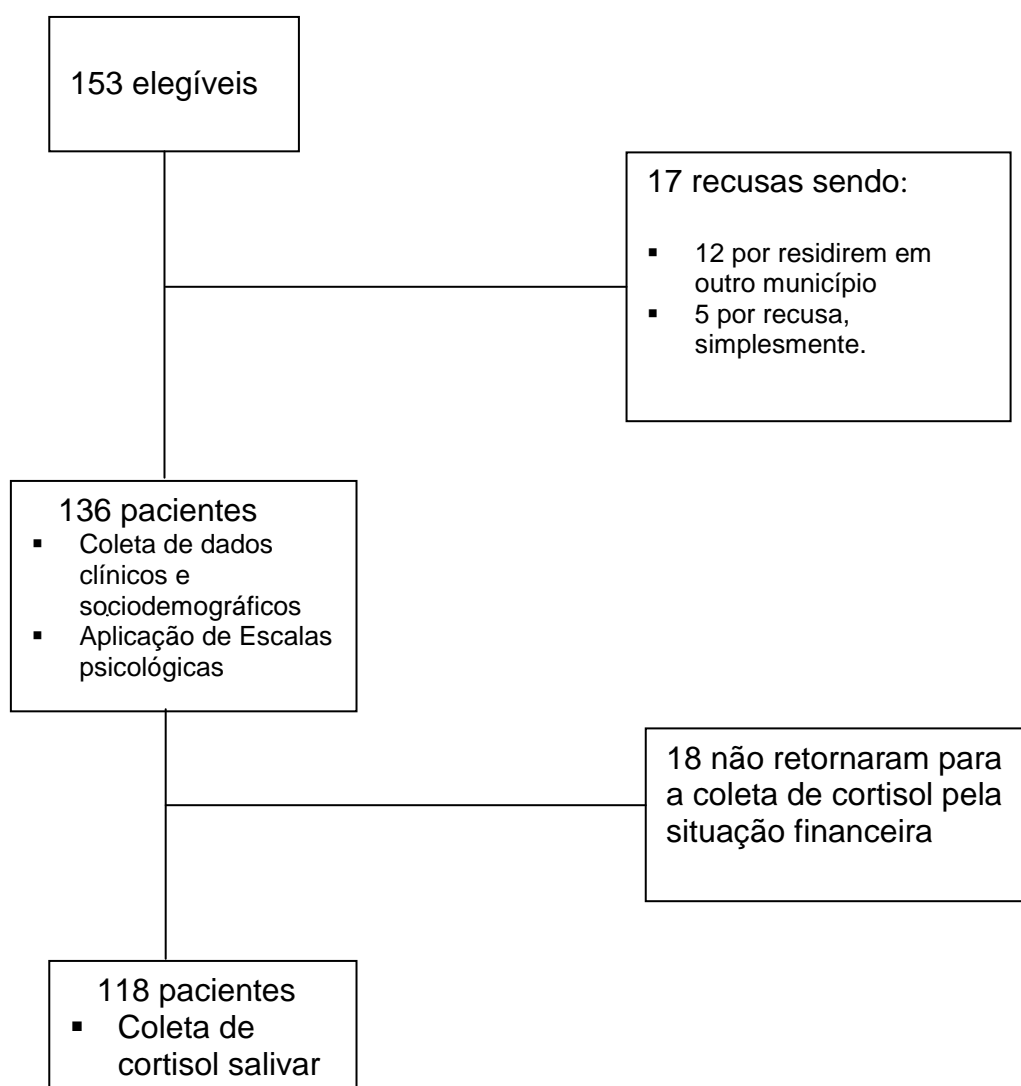 153 elegíveis
17 recusas sendo:
▪ 12 por residirem em
outro município
▪ 5 por recusa,
simplesmente.
136 pacientes
▪ Coleta de dados
clínicos e
sociodemográficos
▪ Aplicação de Escalas
psicológicas
18 não retornaram para
a coleta de cortisol pela
situação financeira
118 pacientes
▪ Coleta de
cortisol salivar